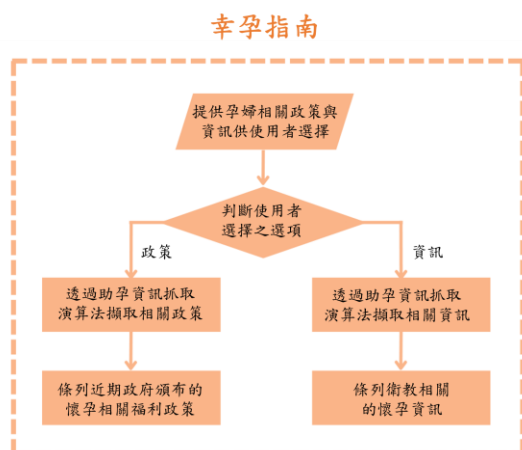 幸孕指南
提供孕婦相關政策與
資訊供使用者選擇
判斷使用者
選擇之選項
政策
資訊
透過助孕資訊抓取
演算法擷取相關政策
透過助孕資訊抓取
演算法擷取相關資訊
條列近期政府頒布的
懷孕相關福利政策
條列衛教相關
的懷孕資訊